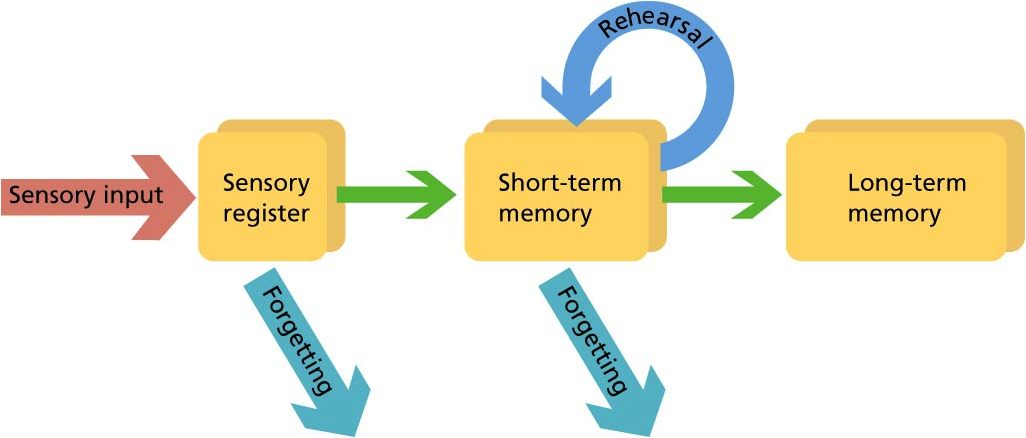 Rehearsal
Sensory input
Sensory
register
Short-term
memory
Long-term
memory
Forgetting
Forgetting